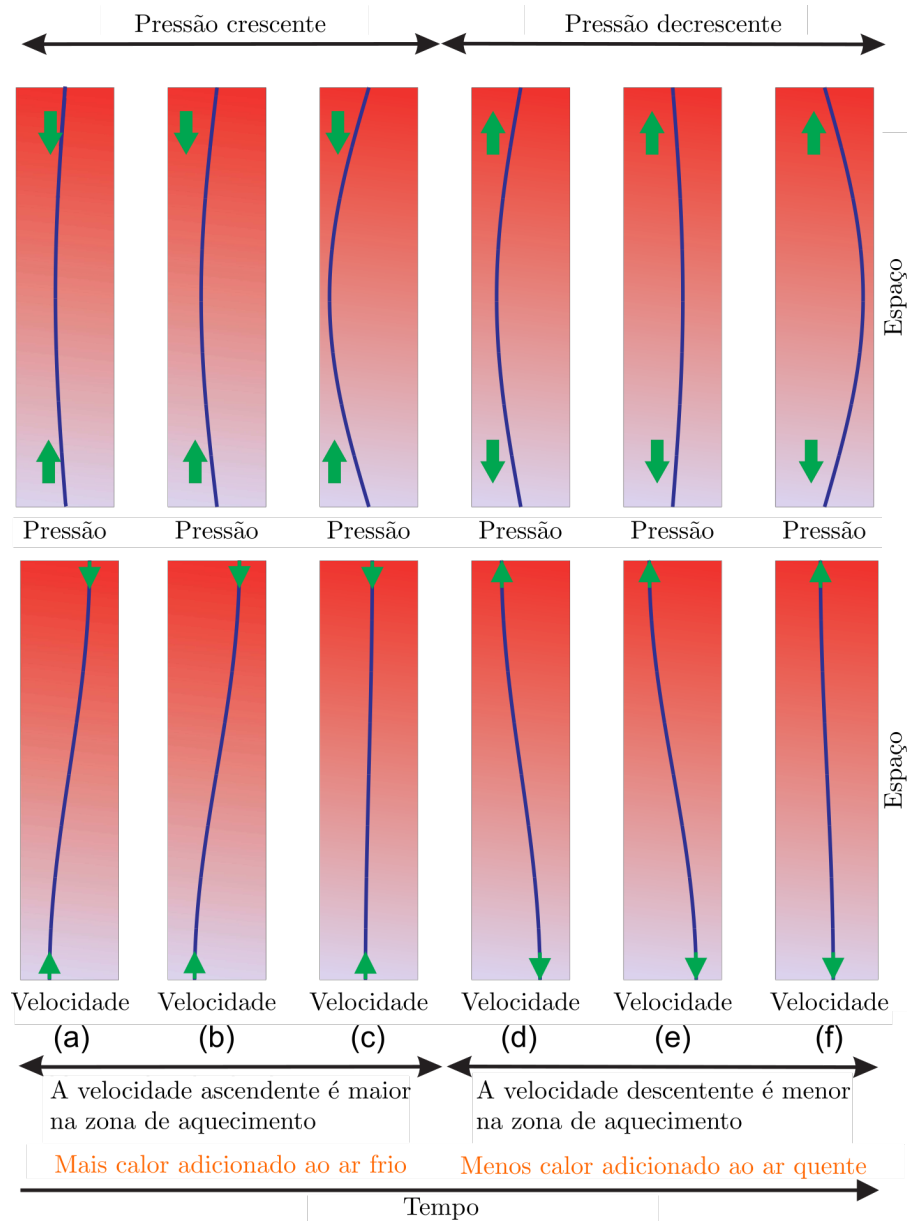 Pressão crescente
Pressão decrescente
Espaço
Pressão
Pressão
Pressão
Pressão
Pressão
Pressão
Espaço
Velocidade
Velocidade
Velocidade
Velocidade
Velocidade
Velocidade
(a)
(b)
(c)
(d)
(e)
(f)
A velocidade ascendente é maior
na zona de aquecimento
A velocidade descentente é menor
na zona de aquecimento
Mais calor adicionado ao ar frio
Menos calor adicionado ao ar quente
Tempo